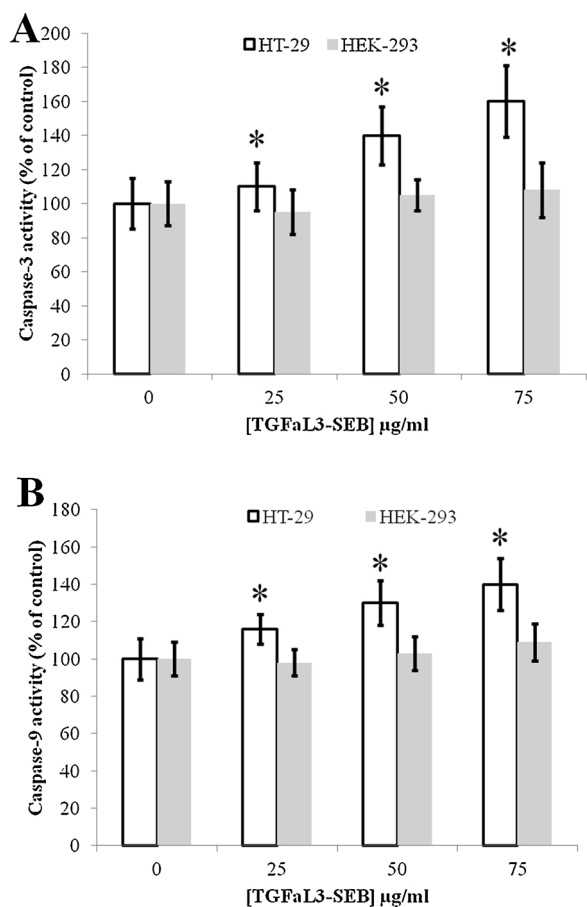 A
200
180
160
140
120
100
80
60
40
20
0
Caspase-3 activity (% of control)
HT-29 HEK-293
* * *
0 25 50 75
[TGFaL3-SEB] µg/ml
B
180
160
140
120
100
80
60
40
20
0
Caspase-9 activity (% of control)
HT-29 HEK-293
* * *
0 25 50 75
[TGFaL3-SEB] µg/ml